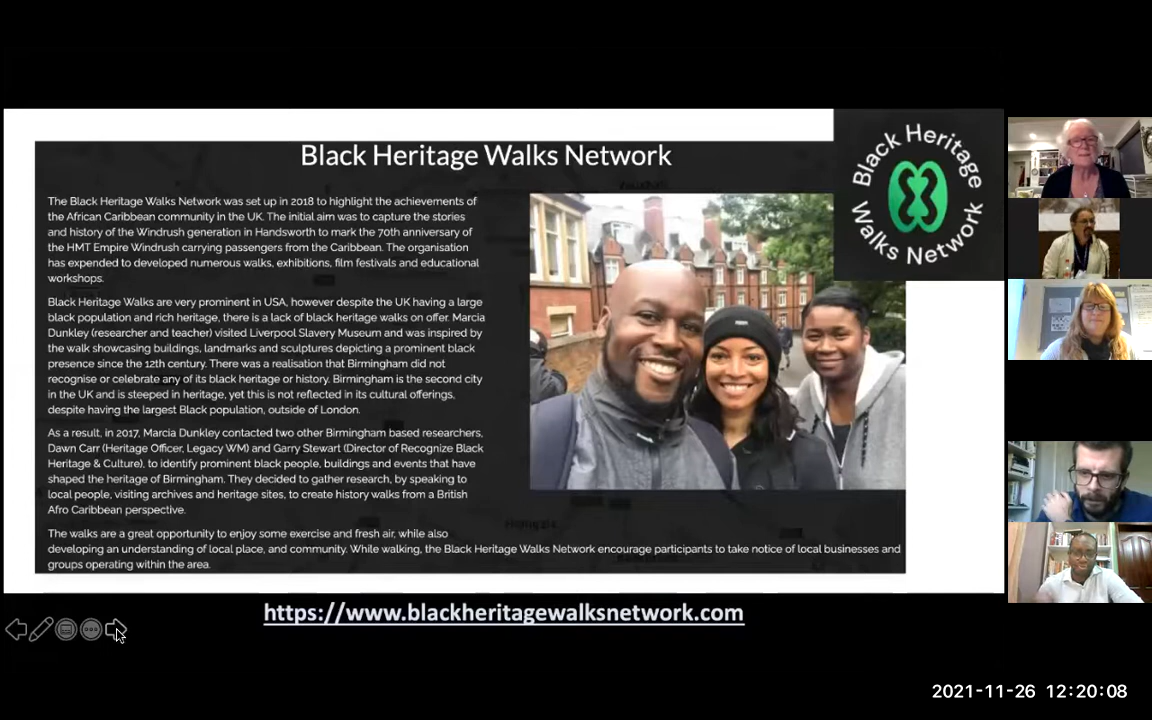 Black Heritage Walks Network
Black Heritage
Walks Network
The Black Heritage Walks Network was set up in 2018 to highlight the achievements of
the African Caribbean community in the UK. The initial aim was to capture the stories
and history of the Windrush generation in Handsworth to mark the 70th anniversary of
the HMT Empire Windrush carrying passengers from the Caribbean. The organisation
has expended to developed numerous walks, exhibitions, film festivals and educational
workshops.
Black Heritage Walks are very prominent in USA, however despite the UK having a large
black population and rich heritage, there is a lack of black heritage walks on offer. Marcia
Dunkley (researcher and teacher) visited Liverpool Slavery Museum and was inspired by
the walk showcasing buildings, landmarks and sculptures depicting a prominent black
presence since the 12th century. There was a realisation that Birmingham did not
recognise or celebrate any of its black heritage or history. Birmingham is the second city
in the UK and is steeped in heritage, yet this is not reflected in its cultural offerings,
despite having the largest Black population, outside of London.
As a result, in 2017, Marcia Dunkley contacted two other Birmingham based researchers,
Dawn Carr (Heritage Officer, Legacy WM) and Garry Stewart (Director of Recognize Black
Heritage & Culture), to identify prominent black people, buildings and events that have
shaped the heritage of Birmingham. They decided to gather research, by speaking to
local people, visiting archives and heritage sites, to create history walks from a British
Afro Caribbean perspective.
The walks are a great opportunity to enjoy some exercise and fresh air, while also
developing an understanding of local place, and community. While walking, the Black Heritage Walks Network encourage participants to take notice of local businesses and
groups operating within the area.
https://www.blackheritagewalksnetwork.com
2021-11-26 12:20:08